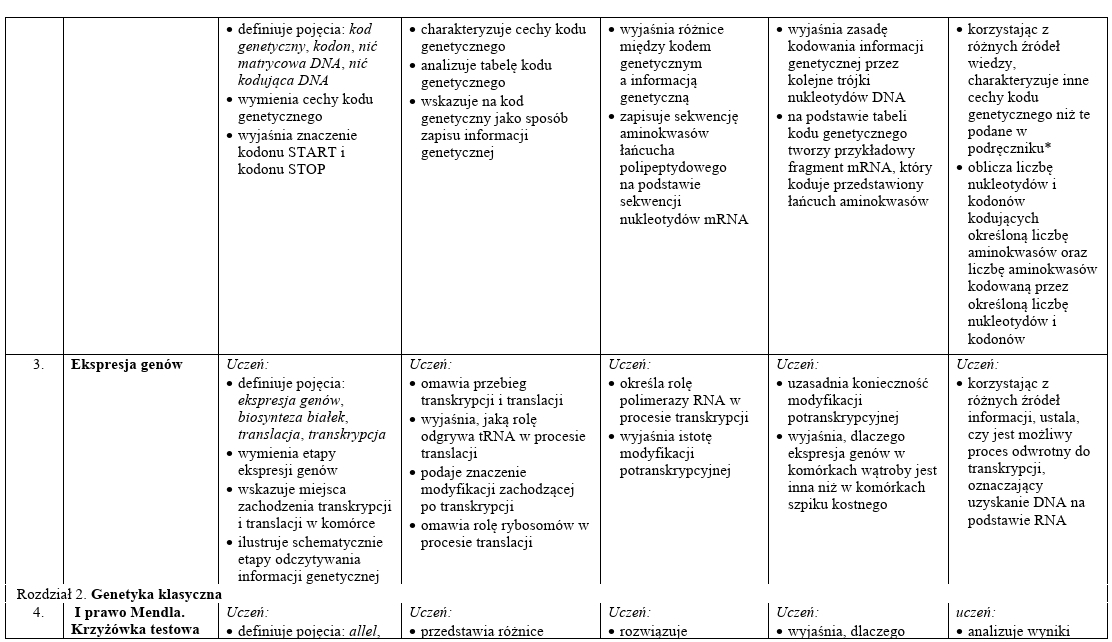 • definiuje pojęcia: kod
genetyczny, kodon, nić
matrycowa DNA, nić
kodująca DNA
• wymienia cechy kodu
genetycznego
• wyjaśnia znaczenie
kodonu START i
kodonu STOP
• charakteryzuje cechy kodu
genetycznego
• analizuje tabelę kodu
genetycznego
• wskazuje na kod
genetyczny jako sposób
zapisu informacji
genetycznej
• wyjaśnia różnice
między kodem
genetycznym
a informacją
genetyczną
• zapisuje sekwencję
aminokwasów
łańcucha
polipeptydowego
na podstawie
sekwencji
nukleotydów mRNA
• wyjaśnia zasadę
kodowania informacji
genetycznej przez
kolejne trójki
nukleotydów DNA
• na podstawie tabeli
kodu genetycznego
tworzy przykładowy
fragment mRNA, który
koduje przedstawiony
łańcuch aminokwasów
• korzystając z
różnych źródeł
wiedzy,
charakteryzuje inne
cechy kodu
genetycznego niż te
podane w
podręczniku*
• oblicza liczbę
nukleotydów i
kodonów
kodujących
określoną liczbę
aminokwasów oraz
liczbę aminokwasów
kodowaną przez
określoną liczbę
nukleotydów i
kodonów
3.
Ekspresja genów
Uczeń:
• definiuje pojęcia:
ekspresja genów,
biosynteza białek,
translacja, transkrypcja
• wymienia etapy
ekspresji genów
• wskazuje miejsca
zachodzenia transkrypcji
i translacji w komórce
• ilustruje schematycznie
etapy odczytywania
informacji genetycznej
Uczeń:
• omawia przebieg
transkrypcji i translacji
• wyjaśnia, jaką rolę
odgrywa tRNA w procesie
translacji
• podaje znaczenie
modyfikacji zachodzącej
po transkrypcji
• omawia rolę rybosomów w
procesie translacji
Uczeń:
• określa rolę
polimerazy RNA w
procesie transkrypcji
• wyjaśnia istotę
modyfikacji
potranskrypcyjnej
Uczeń:
• uzasadnia konieczność
modyfikacji
potranskrypcyjnej
• wyjaśnia, dlaczego
ekspresja genów w
komórkach wątroby jest
inna niż w komórkach
szpiku kostnego
Uczeń:
• korzystając z
różnych źródeł
informacji, ustala,
czy jest możliwy
proces odwrotny do
transkrypcji,
oznaczający
uzyskanie DNA na
podstawie RNA
Rozdział 2. Genetyka klasyczna
4.
I prawo Mendla.
Krzyżówka testowa
Uczeń:
• definiuje pojęcia: allel,
Uczeń:
• przedstawia różnice
Uczeń:
• rozwiązuje
Uczeń:
• wyjaśnia, dlaczego
uczeń:
• analizuje wyniki